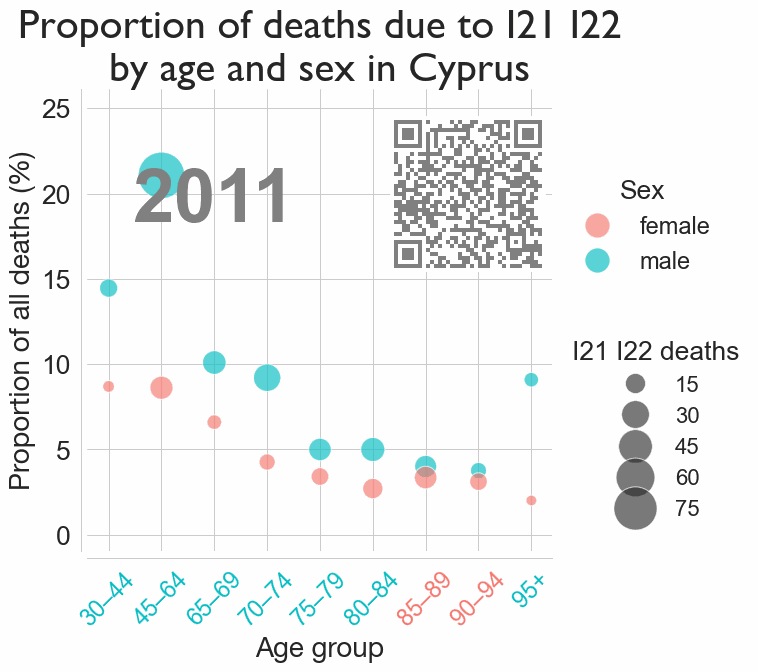 Proportion of deaths due to I21 I22
by age and sex in Cyprus
Proportion of all deaths (%)
25
20
15
10
5
0
2011
Sex
female
male
I21 I22 deaths
15
30
45
60
75
30–44
45–64
65–69
70–74
75–79
80–84
85–89
90–94
95+
Age group